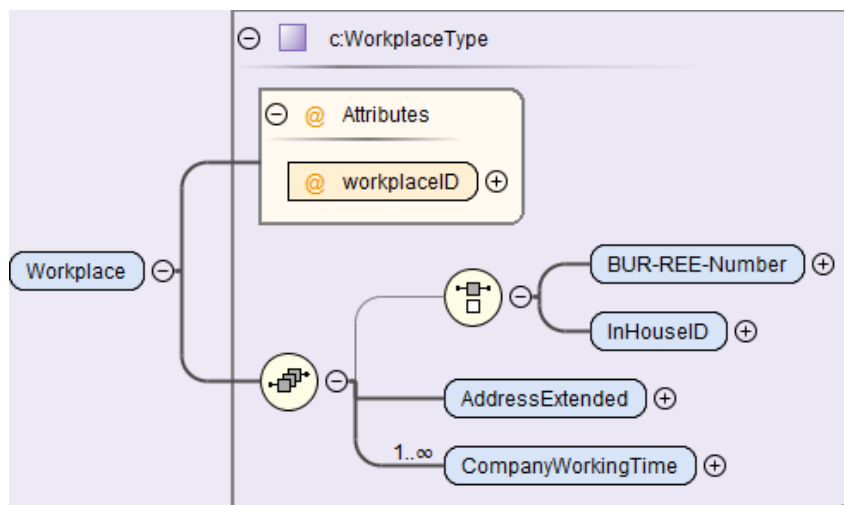 c:WorkplaceType
@ Attributes
@ workplaceID
Workplace
BUR-REE-Number
InHouseID
AddressExtended
1..∞
CompanyWorkingTime